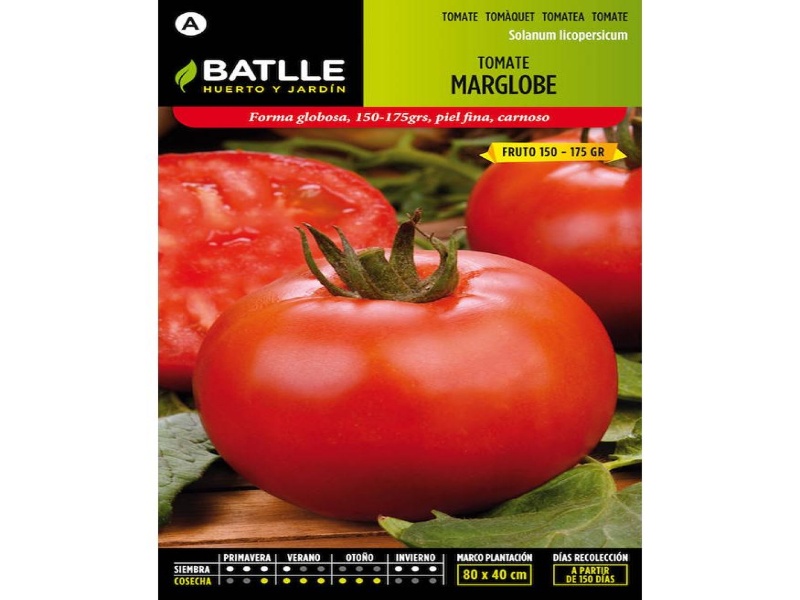 A
TOMATE TOMÀQUET TOMATEA TOMATE
Solanum licopersicum
BATLLE
HUERTO Y JARDÍN
TOMATE
MARGLOBE
Forma globosa, 150-175grs, piel fina, carnoso
FRUTO 150 - 175 GR
PRIMAVERA VERANO OTOÑO INVIERNO
SIEMBRA
COSECHA
MARCO PLANTACIÓN
80 x 40 cm
DÍAS RECOLECCIÓN
A PARTIR
DE 150 DÍAS